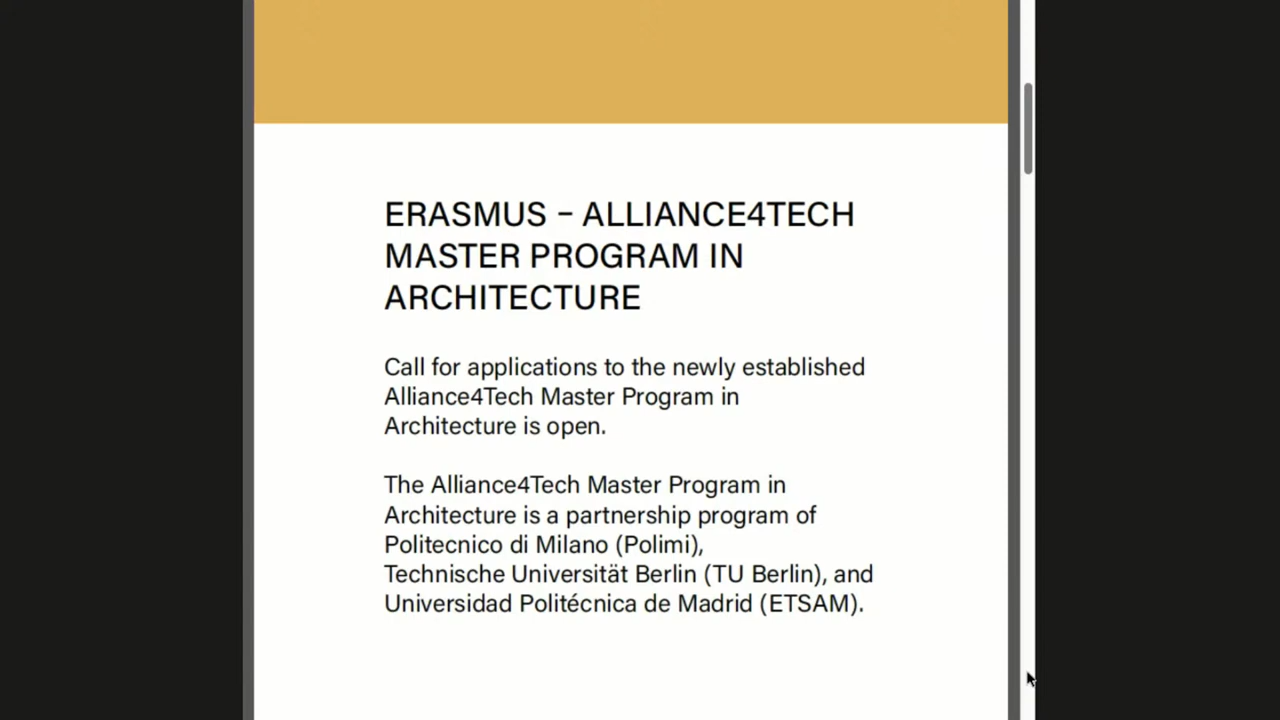 ERASMUS – ALLIANCE4TECH
MASTER PROGRAM IN
ARCHITECTURE
Call for applications to the newly established
Alliance4Tech Master Program in
Architecture is open.
The Alliance4Tech Master Program in
Architecture is a partnership program of
Politecnico di Milano (Polimi),
Technische Universität Berlin (TU Berlin), and
Universidad Politécnica de Madrid (ETSAM).